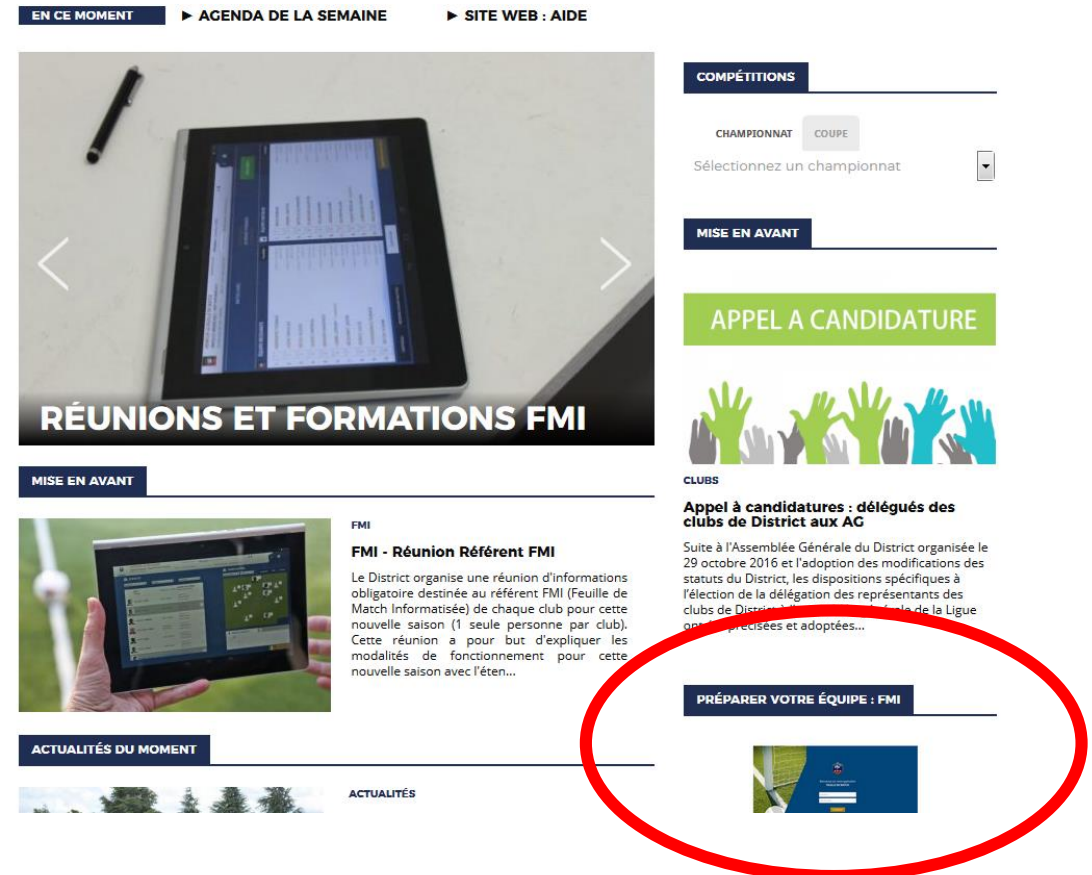 EN CE MOMENT
► AGENDA DE LA SEMAINE
► SITE WEB : AIDE
RÉUNIONS ET FORMATIONS FMI
MISE EN AVANT
FMI
FMI - Réunion Référent FMI
Le District organise une réunion d'informations
obligatoire destinée au référent FMI (Feuille de
Match Informatisée) de chaque club pour cette
nouvelle saison (1 seule personne par club).
Cette réunion a pour but d'expliquer les
modalités de fonctionnement pour cette
nouvelle saison avec l'éten...
ACTUALITÉS DU MOMENT
ACTUALITÉS
COMPÉTITIONS
CHAMPIONNAT COUPE
Sélectionnez un championnat
MISE EN AVANT
APPEL A CANDIDATURE
CLUBS
Appel à candidatures : délégués des
clubs de District aux AG
Suite à l'Assemblée Générale du District organisée le
29 octobre 2016 et l'adoption des modifications des
statuts du District, les dispositions spécifiques à
l'élection de la délégation des représentants des
clubs de District de la Ligue
précisées et adoptées...
PRÉPARER VOTRE ÉQUIPE : FMI